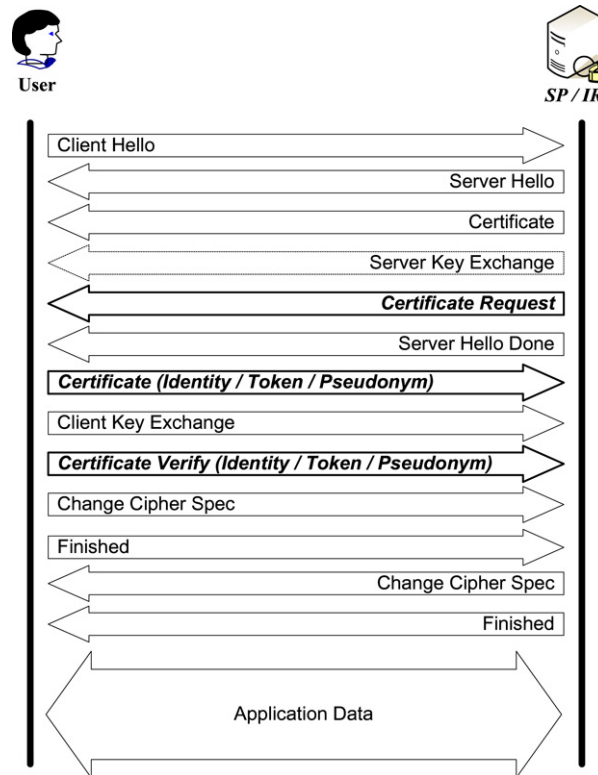 User
SP / IR
Client Hello
Server Hello
Certificate
Server Key Exchange
Certificate Request
Server Hello Done
Certificate (Identity / Token / Pseudonym)
Client Key Exchange
Certificate Verify (Identity / Token / Pseudonym)
Change Cipher Spec
Finished
Change Cipher Spec
Finished
Application Data